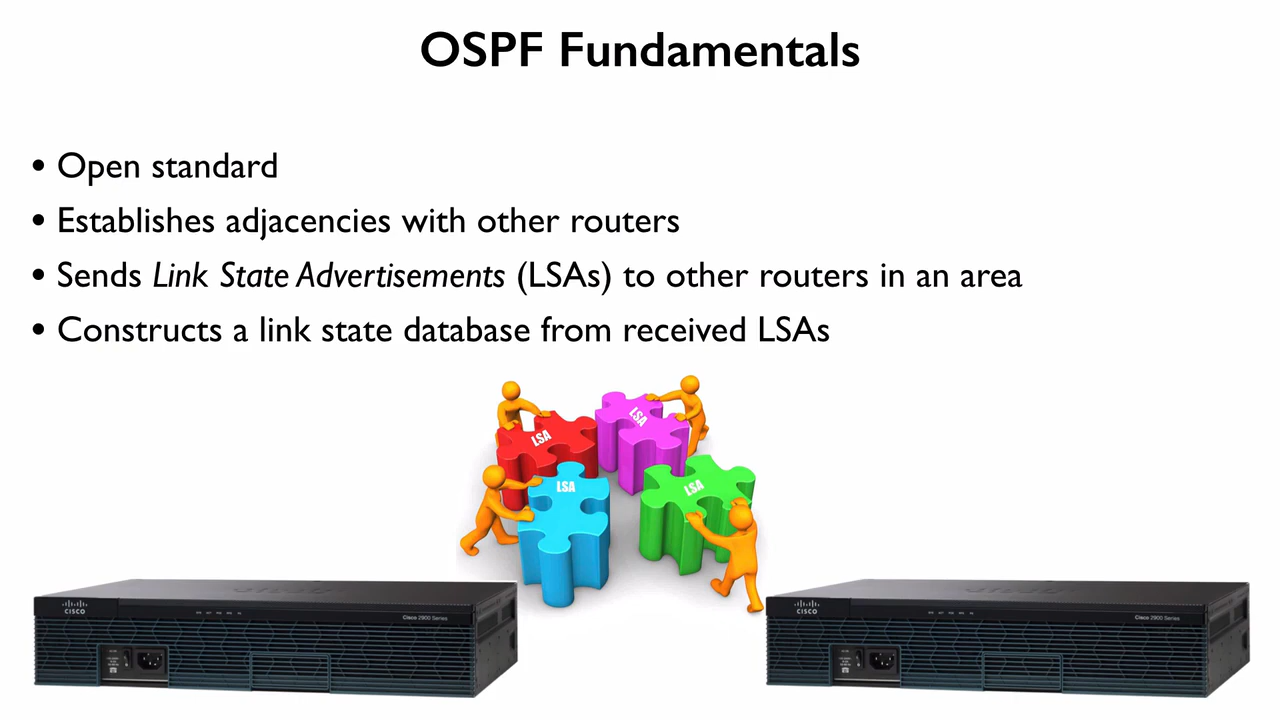 OSPF Fundamentals
• Open standard
• Establishes adjacencies with other routers
• Sends Link State Advertisements (LSAs) to other routers in an area
• Constructs a link state database from received LSAs
LSA
LSA
LSA
LSA
CISCO
Cisco 2900 Series
CISCO
Cisco 2900 Series